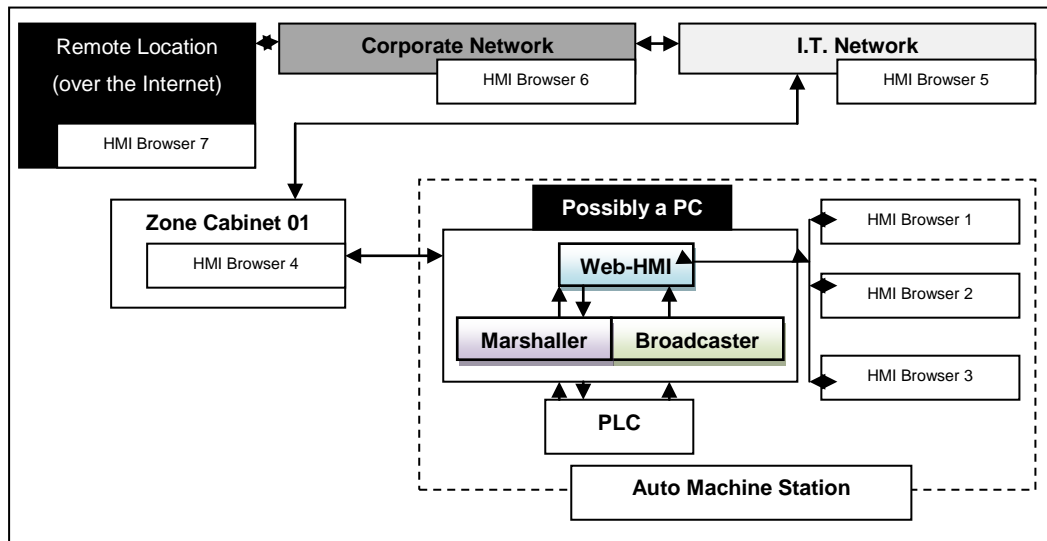 Remote Location
(over the Internet)
HMI Browser 7
Corporate Network
HMI Browser 6
I.T. Network
HMI Browser 5
Zone Cabinet 01
HMI Browser 4
Possibly a PC
Web-HMI
Marshaller
Broadcaster
PLC
HMI Browser 1
HMI Browser 2
HMI Browser 3
Auto Machine Station